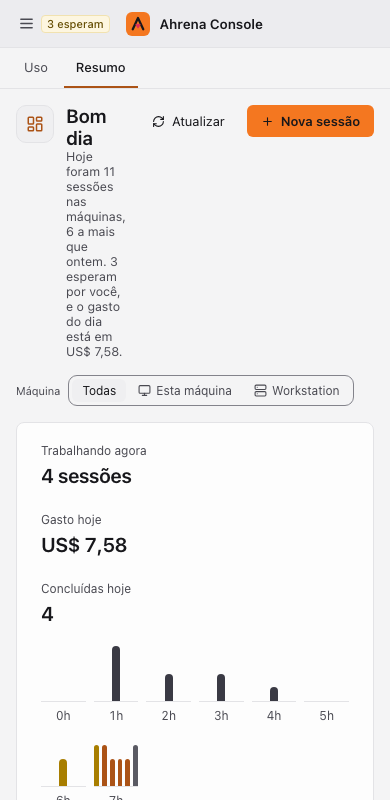 3 esperam
Ahrena Console
Uso
Resumo
Bom
dia
Atualizar
Nova sessão
Hoje
foram 11
sessões
nas
máquinas,
6 a mais
que
ontem. 3
esperam
por você,
e o gasto
do dia
está em
US$ 7,58.
Máquina
Todas
Esta máquina
Workstation
Trabalhando agora
4 sessões
Gasto hoje
US$ 7,58
Concluídas hoje
4
0h 1h 2h 3h 4h 5h
6h 7h